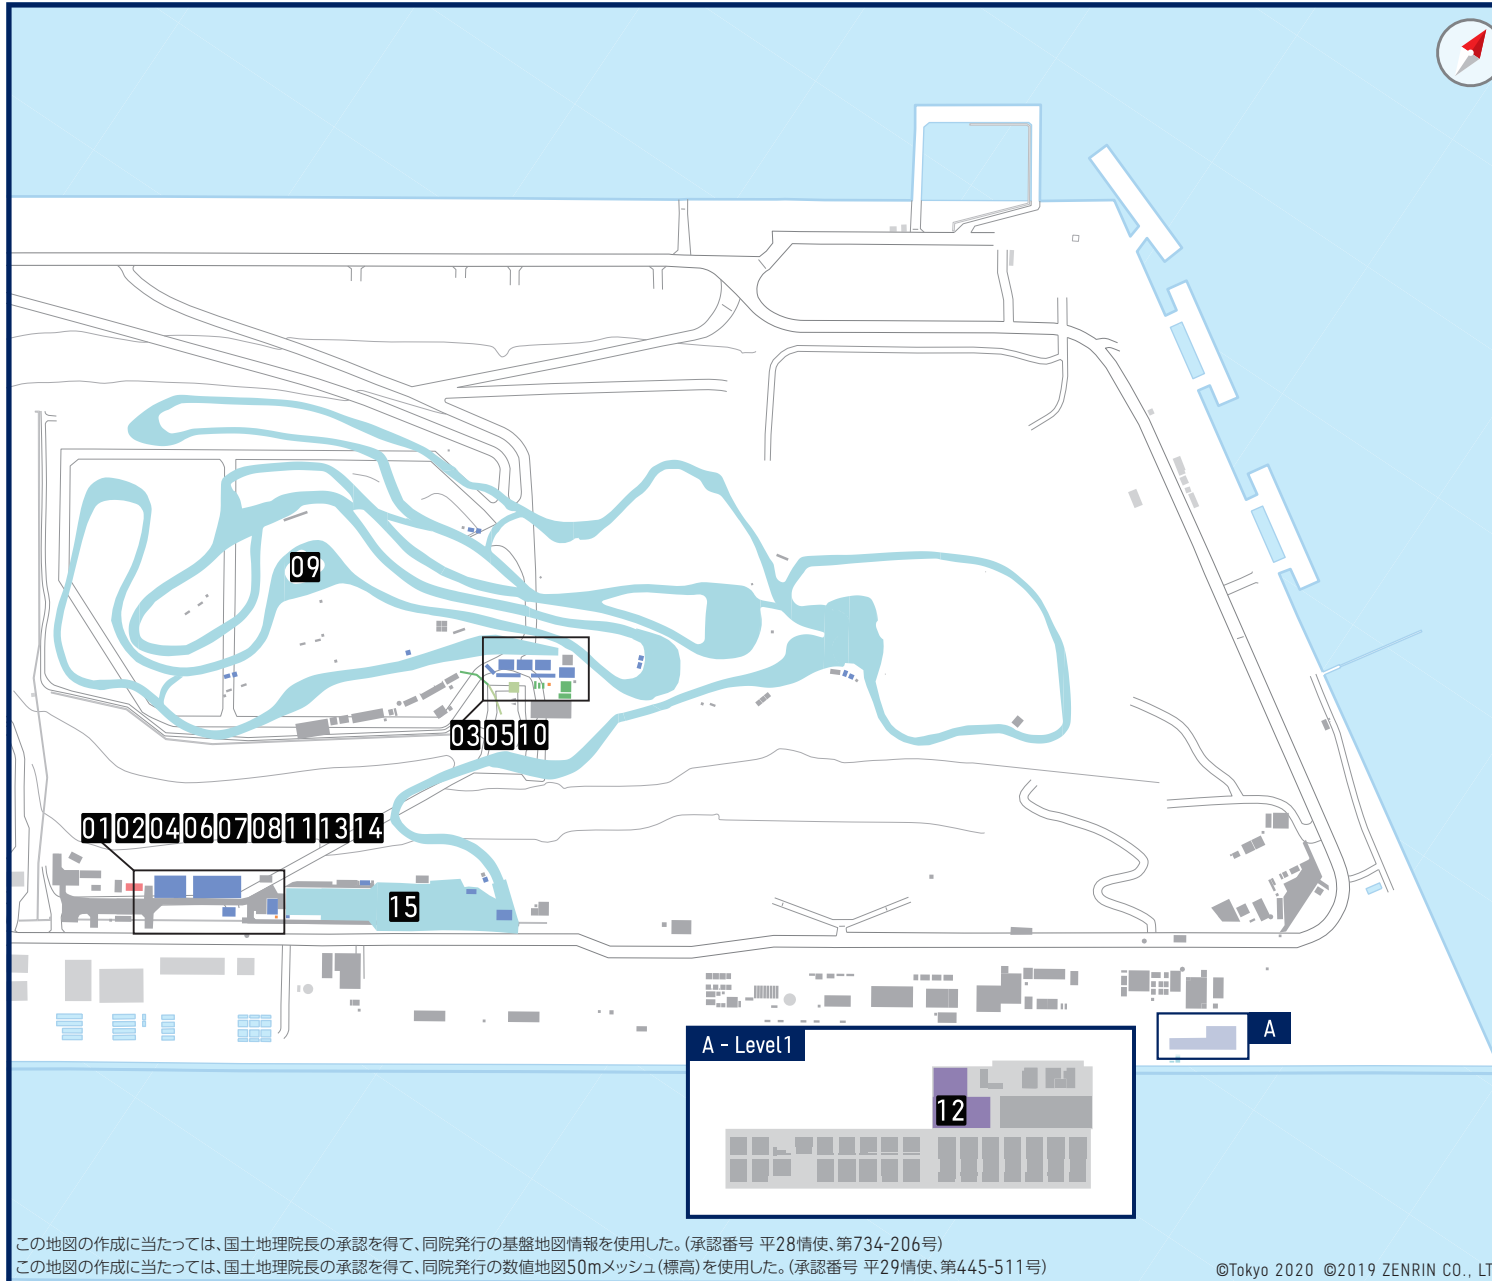 09
03 05 10
01 02 04 06 07 08 11 13 14
15
A
A - Level1
12
この地図の作成に当たっては、国土地理院長の承認を得て、同院発行の基盤地図情報を使用した。(承認番号 平28情使、第734-206号)
この地図の作成に当たっては、国土地理院長の承認を得て、同院発行の数値地図50mメッシュ(標高)を使用した。(承認番号 平29情使、第445-511号)
©Tokyo 2020 ©2019 ZENRIN CO., LT